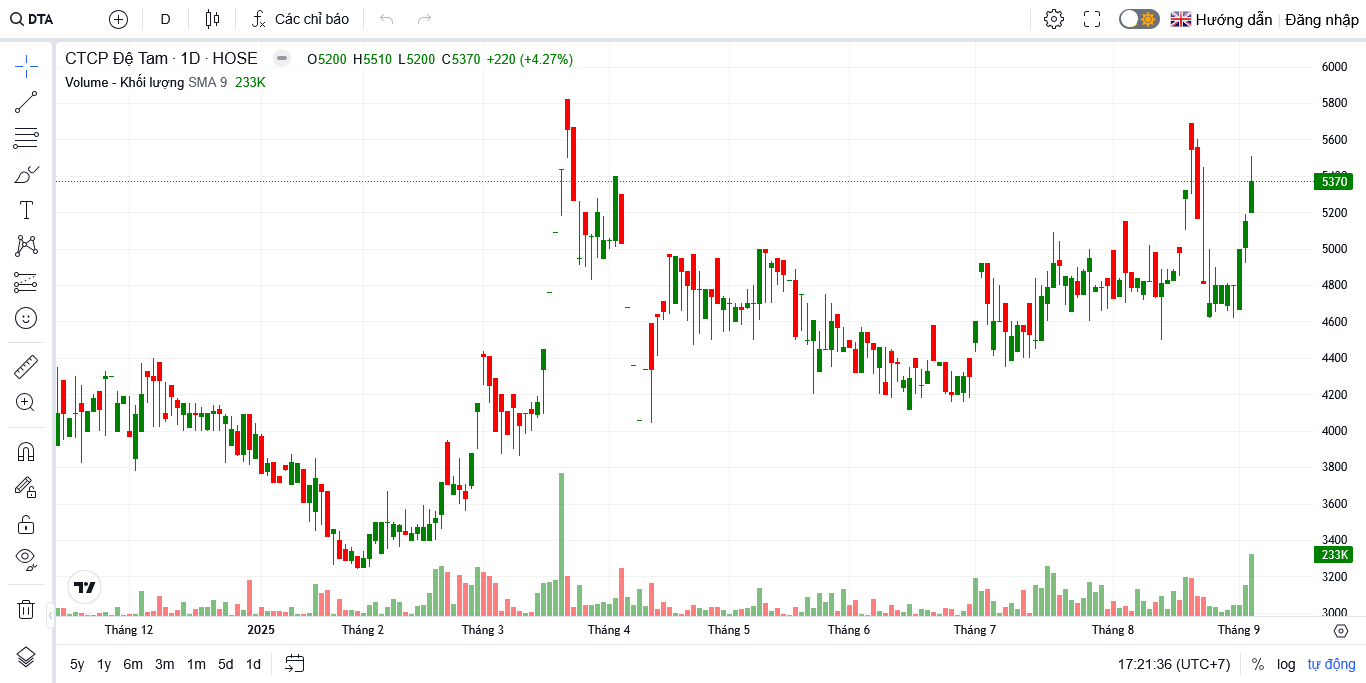 DTA D Các chỉ báo Hướng dẫn Đăng nhập
CTCP Đệ Tam · 1D · HOSE O5200 H5510 L5200 C5370 +220 (+4.27%)
Volume - Khối lượng SMA 9 233K
6000
5800
5600
5370
5200
5000
4800
4600
4400
4200
4000
3800
3600
3400
233K
3200
3000
Tháng 12 2025 Tháng 2 Tháng 3 Tháng 4 Tháng 5 Tháng 6 Tháng 7 Tháng 8 Tháng 9
5y 1y 6m 3m 1m 5d 1d 17:21:36 (UTC+7) % log tự động